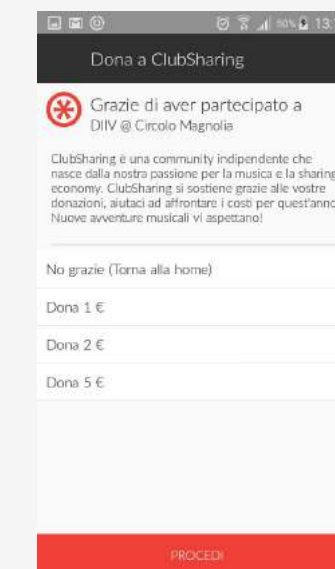 50% 13:
Dona a ClubSharing
Grazie di aver partecipato a
DIIV @ Circolo Magnolia
ClubSharing è una community indipendente che
nasce dalla nostra passione per la musica e la sharing
economy. ClubSharing si sostiene grazie alle vostre
donazioni, aiutaci ad affrontare i costi per quest'anno
Nuove avventure musicali vi aspettano!
No grazie (Torna alla home)
Dona 1 €
Dona 2 €
Dona 5 €
PROCEDI